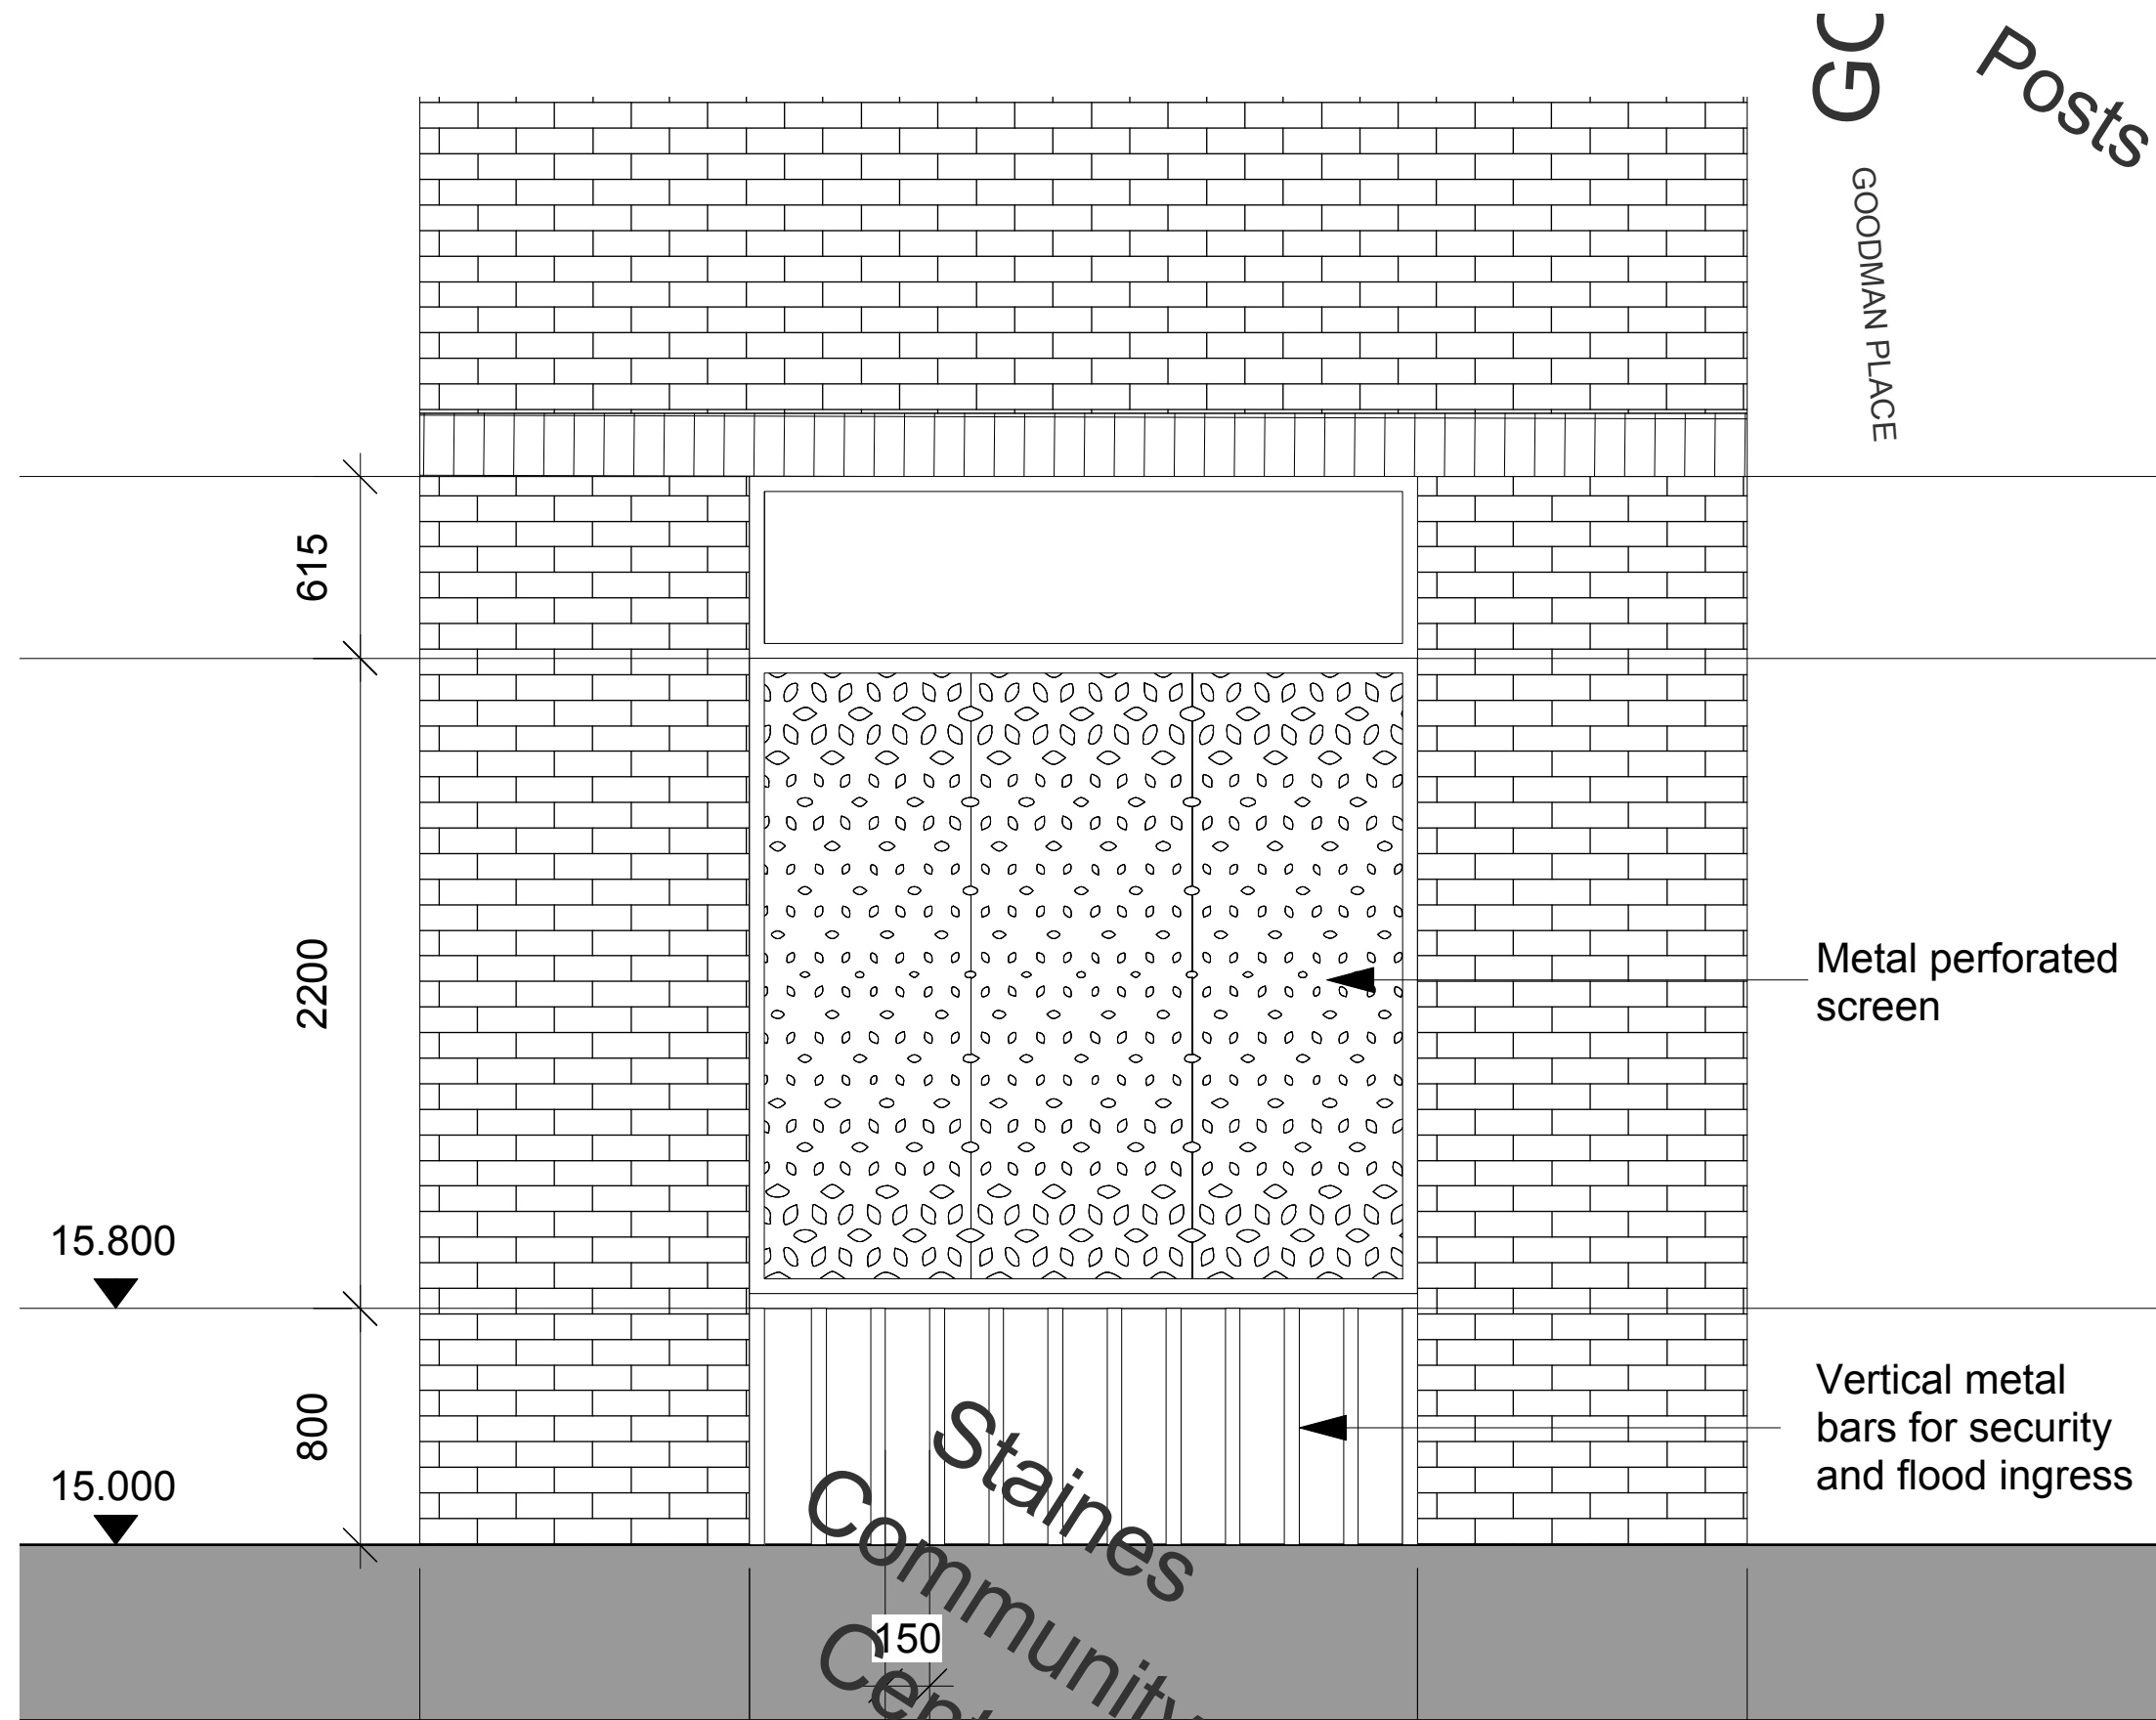 Posts
GOODMAN PLACE
615
2200
Metal perforated
screen
15.800
800
Vertical metal
bars for security
and flood ingress
15.000
Staines
Community
150